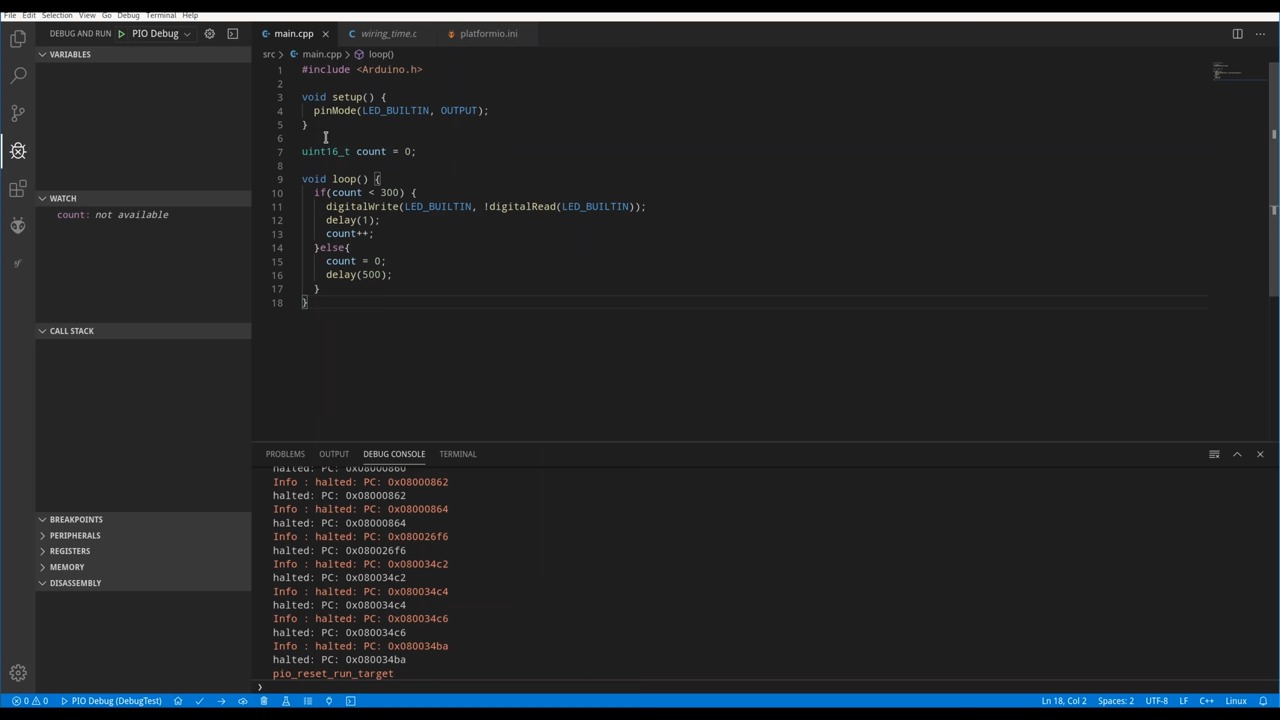 File Edit Selection View Go Debug Terminal Help
DEBUG AND RUN PIO Debug
main.cpp wiring_time.c platformio.ini
VARIABLES
src main.cpp loop()
1 #include <Arduino.h>
2
3 void setup() {
4 pinMode(LED_BUILTIN, OUTPUT);
5 }
6
7 uint16_t count = 0;
8
9 void loop() {
10 if(count < 300) {
11 digitalWrite(LED_BUILTIN, !digitalRead(LED_BUILTIN));
12 delay(1);
13 count++;
14 }else{
15 count = 0;
16 delay(500);
17 }
18 }
WATCH
count: not available
CALL STACK
BREAKPOINTS
PERIPHERALS
REGISTERS
MEMORY
DISASSEMBLY
PROBLEMS OUTPUT DEBUG CONSOLE TERMINAL
halted: PC: 0x08000860
Info : halted: PC: 0x08000862
halted: PC: 0x08000862
Info : halted: PC: 0x08000864
halted: PC: 0x08000864
Info : halted: PC: 0x080026f6
halted: PC: 0x080026f6
Info : halted: PC: 0x080034c2
halted: PC: 0x080034c2
Info : halted: PC: 0x080034c4
halted: PC: 0x080034c4
Info : halted: PC: 0x080034c6
halted: PC: 0x080034c6
Info : halted: PC: 0x080034ba
halted: PC: 0x080034ba
pio_reset_run_target
0 0 PIO Debug (DebugTest) Ln 18, Col 2 Spaces: 2 UTF-8 LF C++ Linux